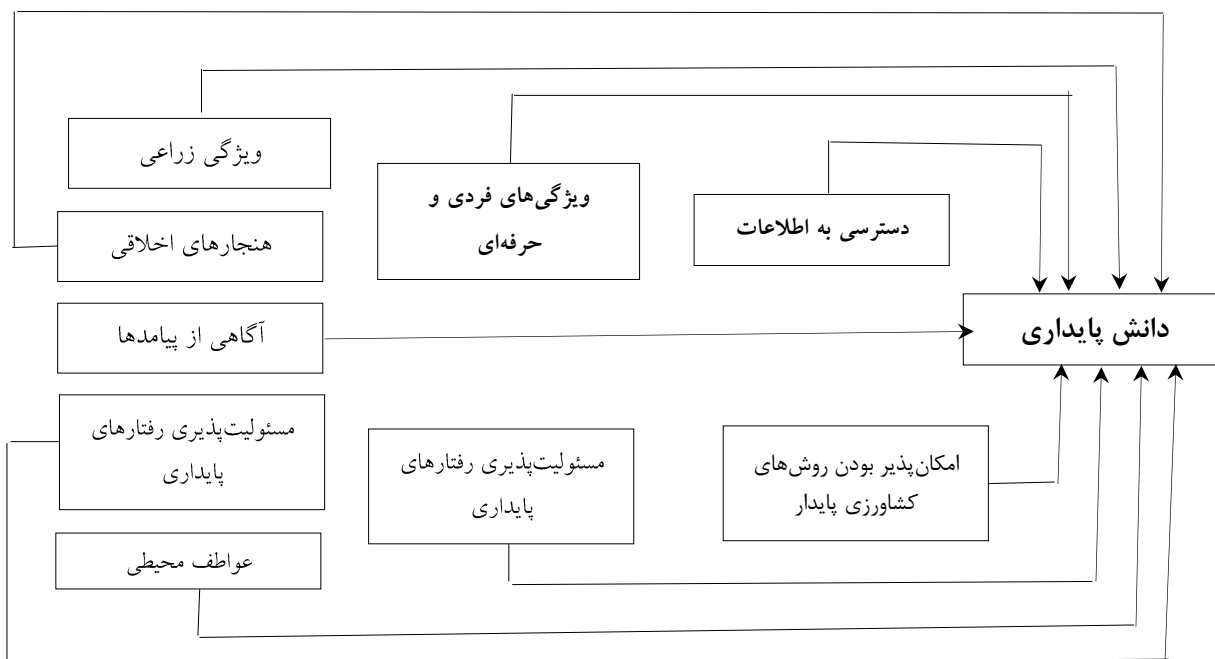 ویژگی زراعی
ویژگی‌های فردی و
حرفه‌ای
دسترسی به اطلاعات
هنجارهای اخلاقی
آگاهی از پیامدها
دانش پایداری
مسئولیت‌پذیری رفتارهای
پایداری
مسئولیت‌پذیری رفتارهای
پایداری
امکان‌پذیر بودن روش‌های
کشاورزی پایدار
عواطف محیطی